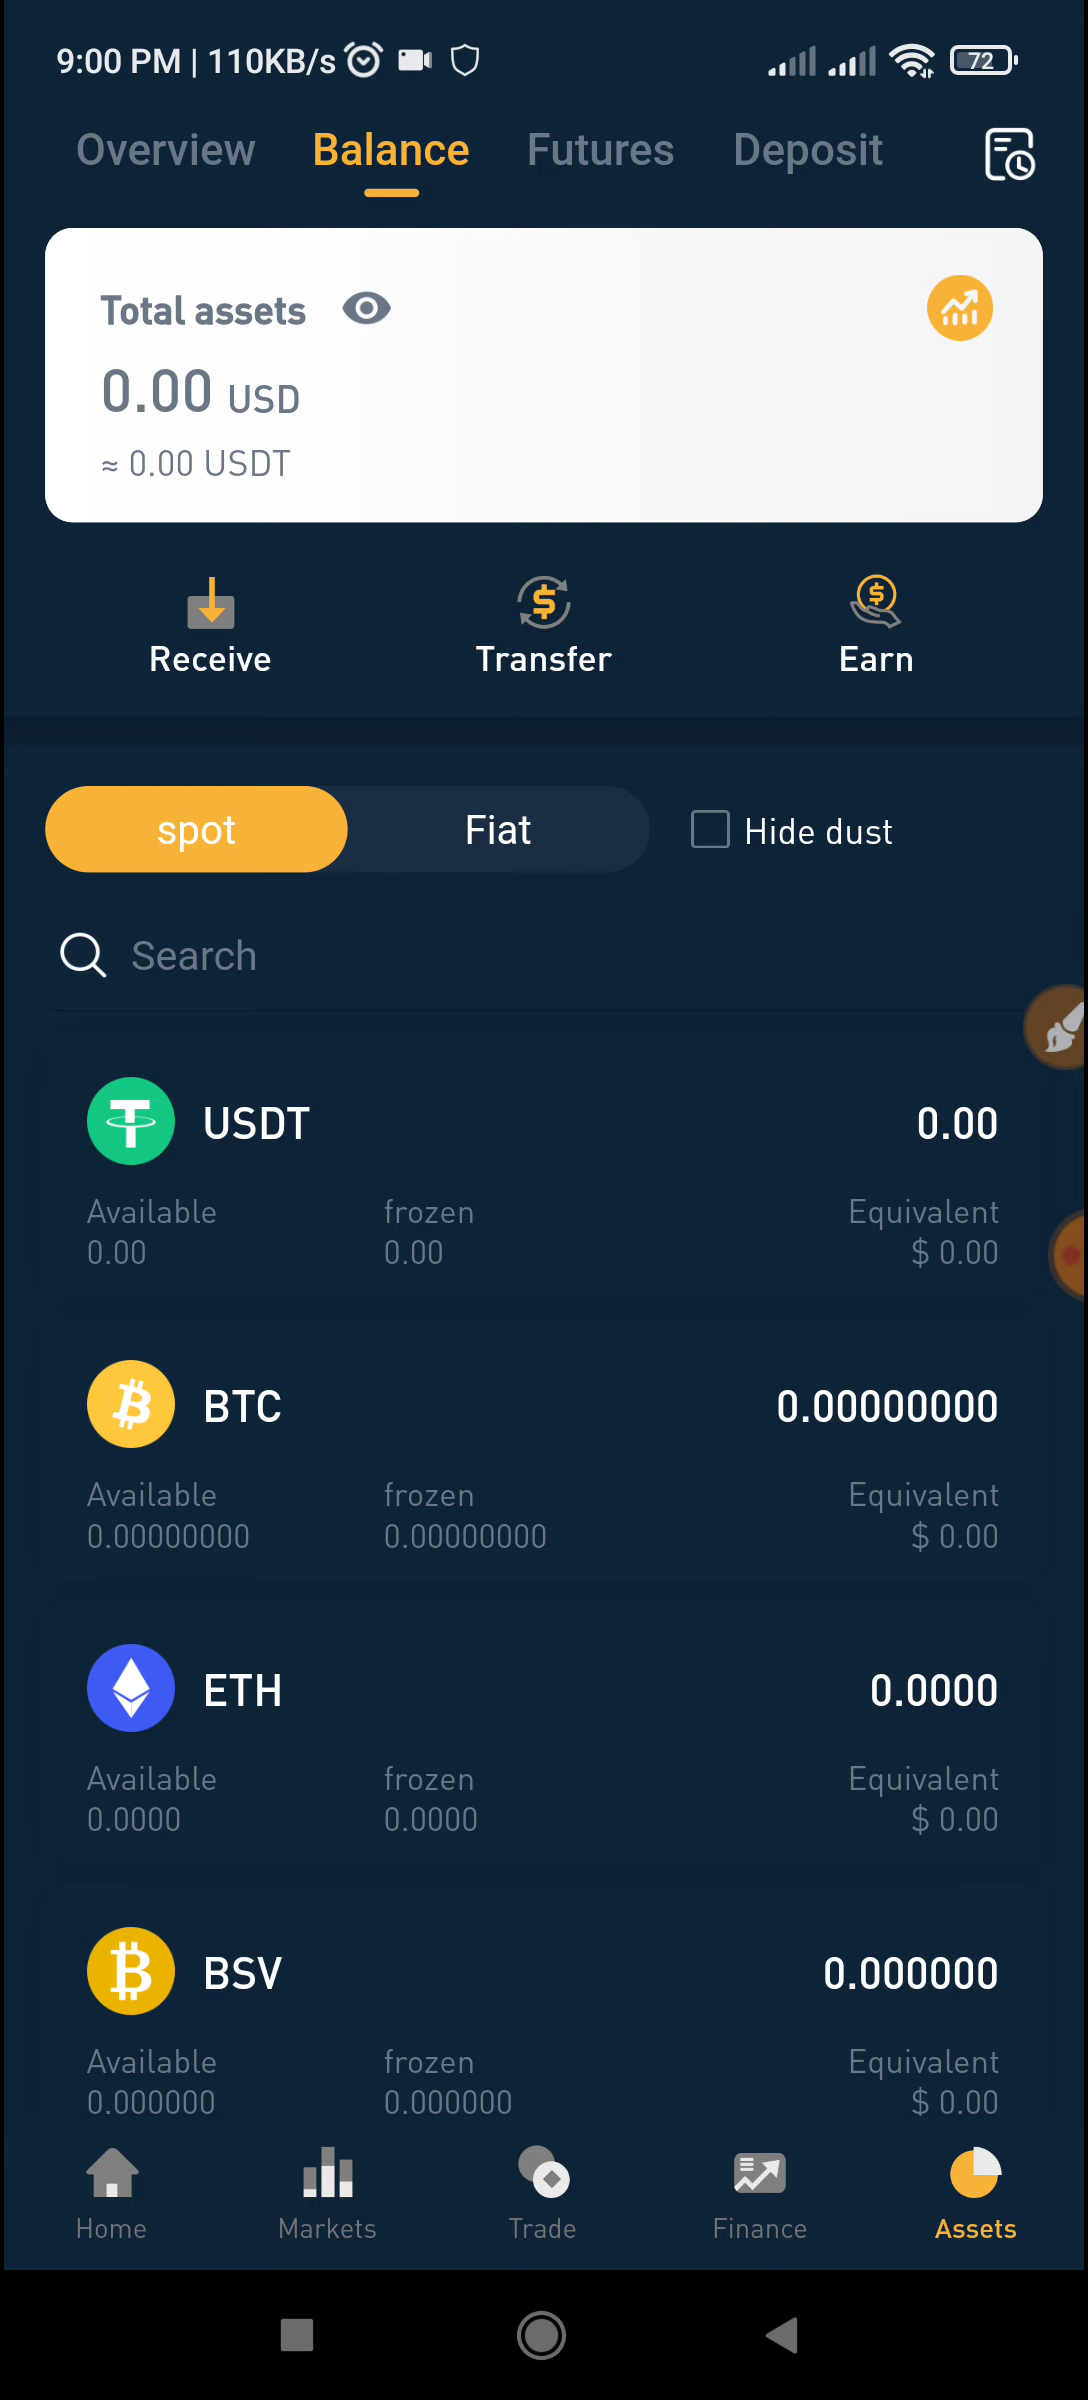 9:00 PM | 110KB/s
72
Overview Balance Futures Deposit
Total assets
0.00 USD
≈ 0.00 USDT
Receive Transfer Earn
spot Fiat Hide dust
Search
USDT 0.00
Available frozen Equivalent
0.00 0.00 $ 0.00
BTC 0.00000000
Available frozen Equivalent
0.00000000 0.00000000 $ 0.00
ETH 0.0000
Available frozen Equivalent
0.0000 0.0000 $ 0.00
BSV 0.000000
Available frozen Equivalent
0.000000 0.000000 $ 0.00
Home Markets Trade Finance Assets